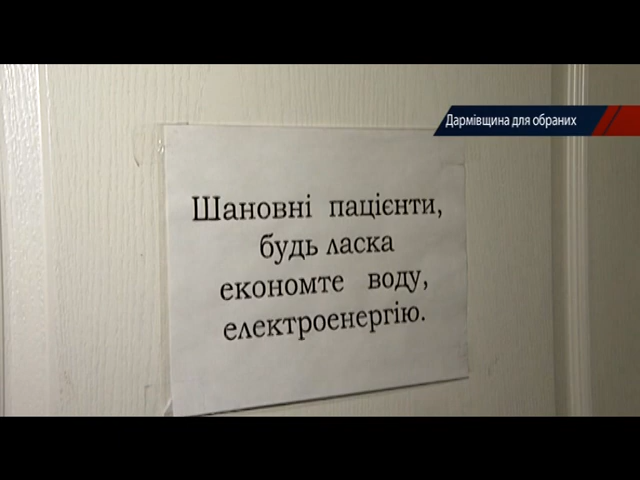 Дармівщина для обраних
Шановні пацієнти,
будь ласка
економте воду,
електроенергію.